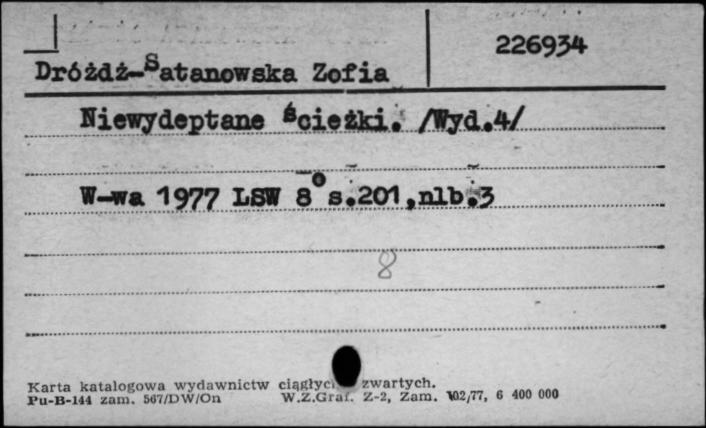 226934
Dróżdż-Satanowska Zofia
Niewydeptane ścieżki. /Wyd.4/
W-wa 1977 LSW 8° s.201,nlb.3
8
Karta katalogowa wydawnictw ciągłyc zwartych.
Pu-B-144 zam. 567/DW/On W.Z.Graf. Z-2, Zam. 102/77, 6 400 000